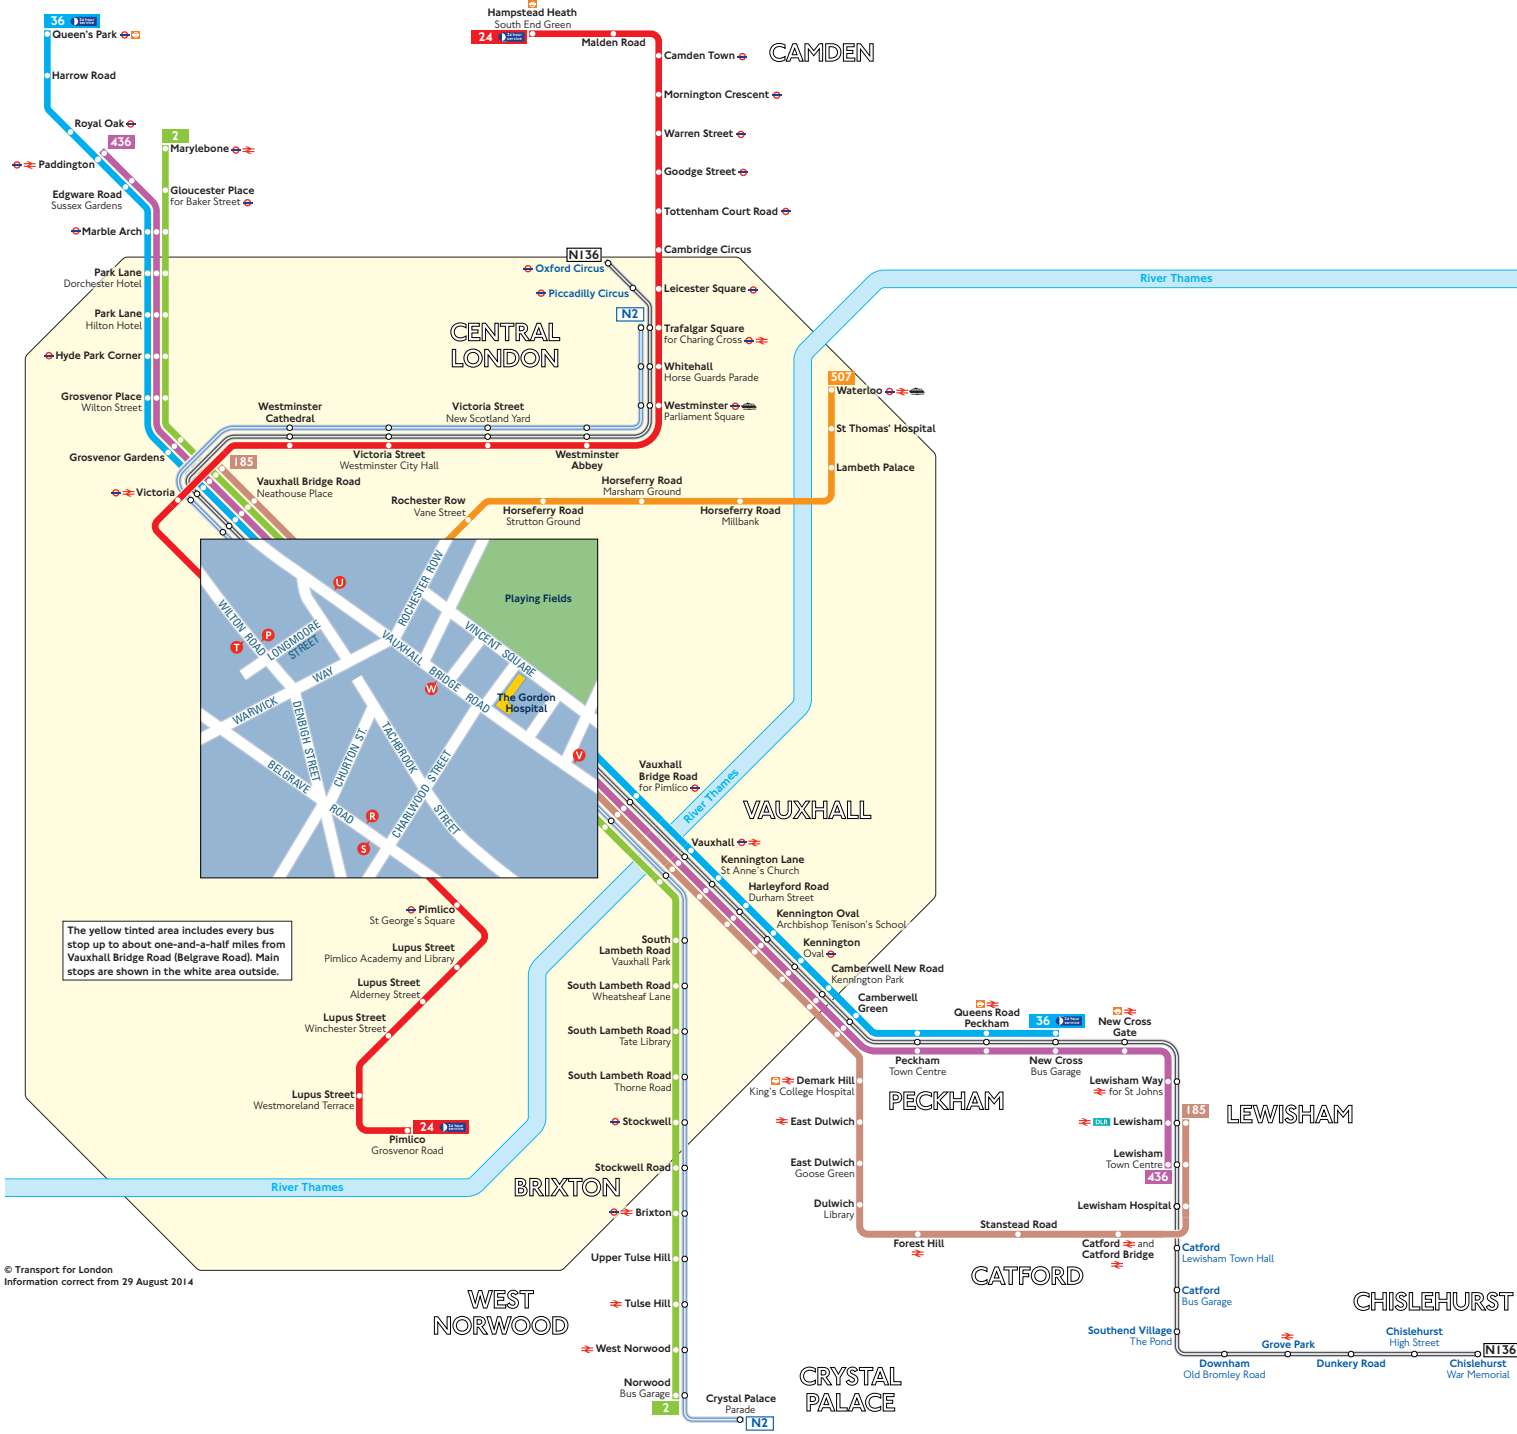 36
24 hour service
Queen's Park
Harrow Road
Royal Oak
436
2
Paddington
Marylebone
Edgware Road
Sussex Gardens
Gloucester Place
for Baker Street
Marble Arch
Park Lane
Dorchester Hotel
Park Lane
Hilton Hotel
Hyde Park Corner
Grosvenor Place
Wilton Street
Grosvenor Gardens
Victoria
185
Vauxhall Bridge Road
Neathouse Place
Hampstead Heath
South End Green
24
24 hour service
Malden Road
CAMDEN
Camden Town
Mornington Crescent
Warren Street
Goodge Street
Tottenham Court Road
Cambridge Circus
N136
Oxford Circus
Piccadilly Circus
Leicester Square
N2
Trafalgar Square
for Charing Cross
Whitehall
Horse Guards Parade
Westminster
Parliament Square
CENTRAL
LONDON
Westminster
Cathedral
Victoria Street
New Scotland Yard
Victoria Street
Westminster City Hall
Westminster
Abbey
River Thames
507
Waterloo
St Thomas' Hospital
Lambeth Palace
Horseferry Road
Marsham Ground
Rochester Row
Vane Street
Horseferry Road
Strutton Ground
Horseferry Road
Millbank
U
P
T
W
V
R
S
WILTON ROAD
LONGMOORE
STREET
WARWICK
WAY
DENBIGH STREET
CHURTON ST.
TACHBROOK
STREET
BELGRAVE
ROAD
CHARLWOOD STREET
VAUXHALL
BRIDGE
ROAD
ROCHESTER ROW
VINCENT SQUARE
Playing Fields
The Gordon
Hospital
Vauxhall
Bridge Road
for Pimlico
River Thames
VAUXHALL
Vauxhall
Kennington Lane
St Anne's Church
Harleyford Road
Durham Street
Kennington Oval
Archbishop Tenison's School
Kennington
Oval
Camberwell New Road
Kennington Park
Camberwell
Green
Pimlico
St George's Square
Lupus Street
Pimlico Academy and Library
Lupus Street
Alderney Street
Lupus Street
Winchester Street
Lupus Street
Westmoreland Terrace
24
24 hour service
Pimlico
Grosvenor Road
The yellow tinted area includes every bus
stop up to about one-and-a-half miles from
Vauxhall Bridge Road (Belgrave Road). Main
stops are shown in the white area outside.
South
Lambeth Road
Vauxhall Park
South Lambeth Road
Wheatsheaf Lane
South Lambeth Road
Tate Library
South Lambeth Road
Thorne Road
Stockwell
Stockwell Road
BRIXTON
River Thames
Brixton
Upper Tulse Hill
Tulse Hill
West Norwood
WEST
NORWOOD
Norwood
Bus Garage
2
Crystal Palace
Parade
N2
CRYSTAL
PALACE
Queens Road
Peckham
36
24 hour service
New Cross
Gate
Peckham
Town Centre
New Cross
Bus Garage
PECKHAM
Demark Hill
King's College Hospital
East Dulwich
East Dulwich
Goose Green
Dulwich
Library
Forest Hill
Stanstead Road
Catford and
Catford Bridge
CATFORD
Lewisham Way
for St Johns
DLR Lewisham
185
LEWISHAM
Lewisham
Town Centre
436
Lewisham Hospital
Catford
Lewisham Town Hall
Catford
Bus Garage
Southend Village
The Pond
Downham
Old Bromley Road
Grove Park
Dunkery Road
Chislehurst
High Street
CHISLEHURST
N136
Chislehurst
War Memorial
© Transport for London
Information correct from 29 August 2014